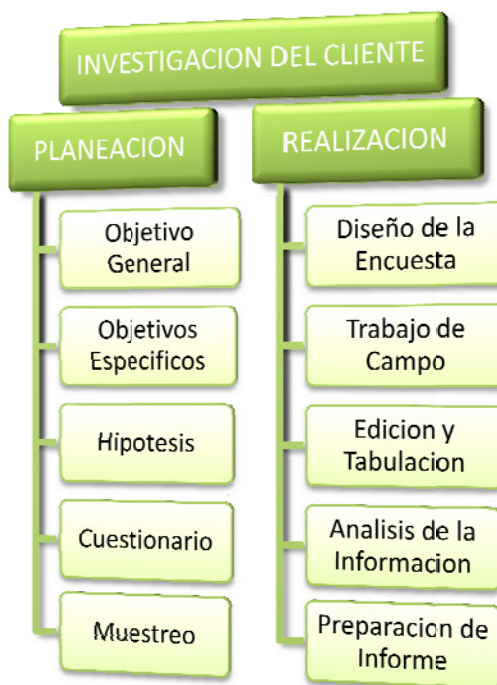 INVESTIGACION DEL CLIENTE
PLANEACION
Objetivo
General
Objetivos
Especificos
Hipotesis
Cuestionario
Muestreo
REALIZACION
Diseño de la
Encuesta
Trabajo de
Campo
Edicion y
Tabulacion
Analisis de la
Informacion
Preparacion de
Informe